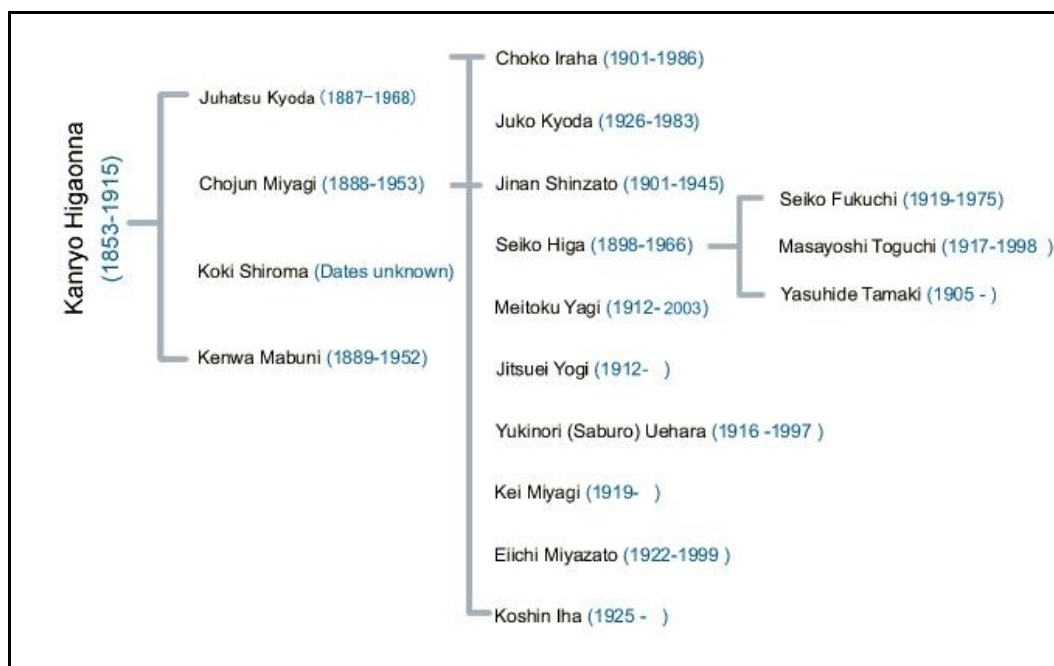 Kanryo Higaonna
(1853-1915)
Juhatsu Kyoda (1887-1968)
Chojun Miyagi (1888-1953)
Koki Shiroma (Dates unknown)
Kenwa Mabuni (1889-1952)
Choko Iraha (1901-1986)
Juko Kyoda (1926-1983)
Jinan Shinzato (1901-1945)
Seiko Higa (1898-1966)
Meitoku Yagi (1912- 2003)
Jitsuei Yogi (1912-   )
Yukinori (Saburo) Uehara (1916 -1997 )
Kei Miyagi (1919-   )
Eiichi Miyazato (1922-1999 )
Koshin Iha (1925 -   )
Seiko Fukuchi (1919-1975)
Masayoshi Toguchi (1917-1998  )
Yasuhide Tamaki (1905 -  )